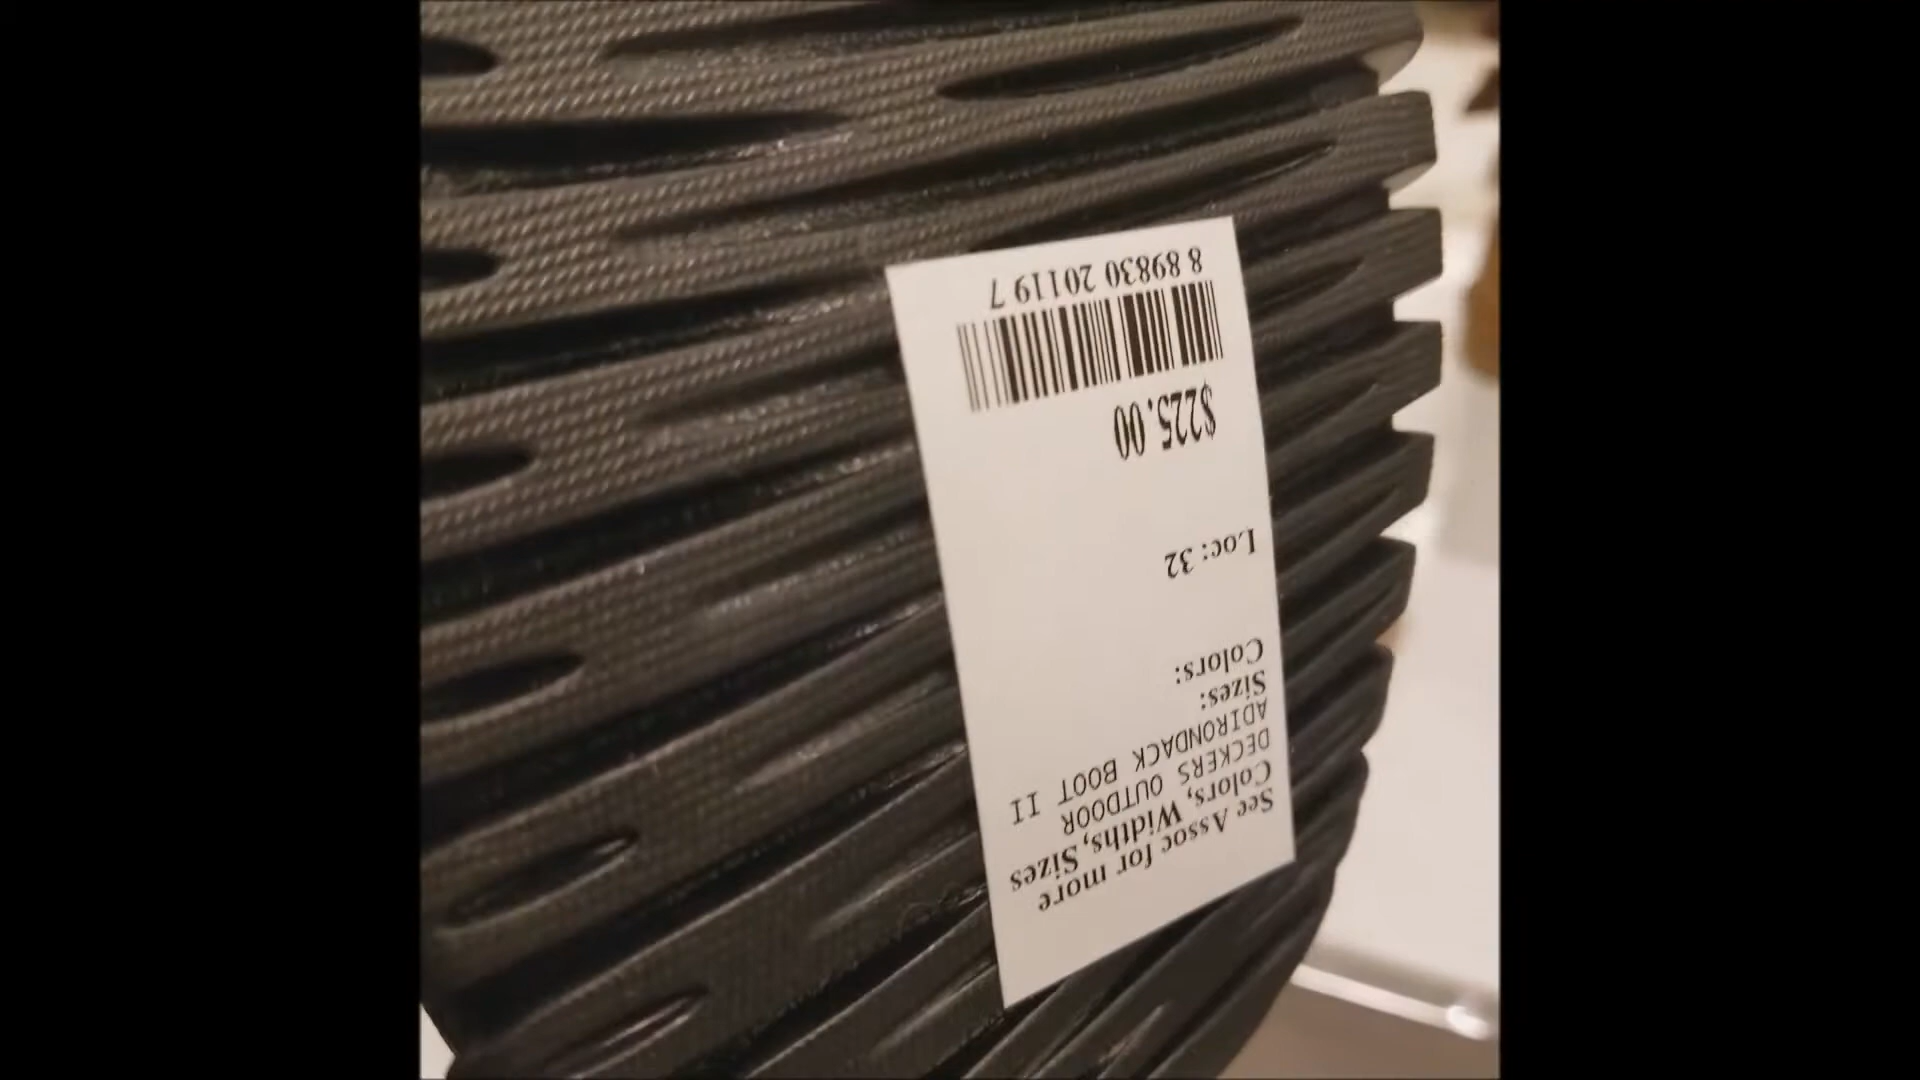 See Assoc for more
Colors, Widths, Sizes
DECKERS OUTDOOR
ADIRONDACK BOOT II
Sizes:
Colors:
Loc: 32
$225.00
8 89830 20119 7